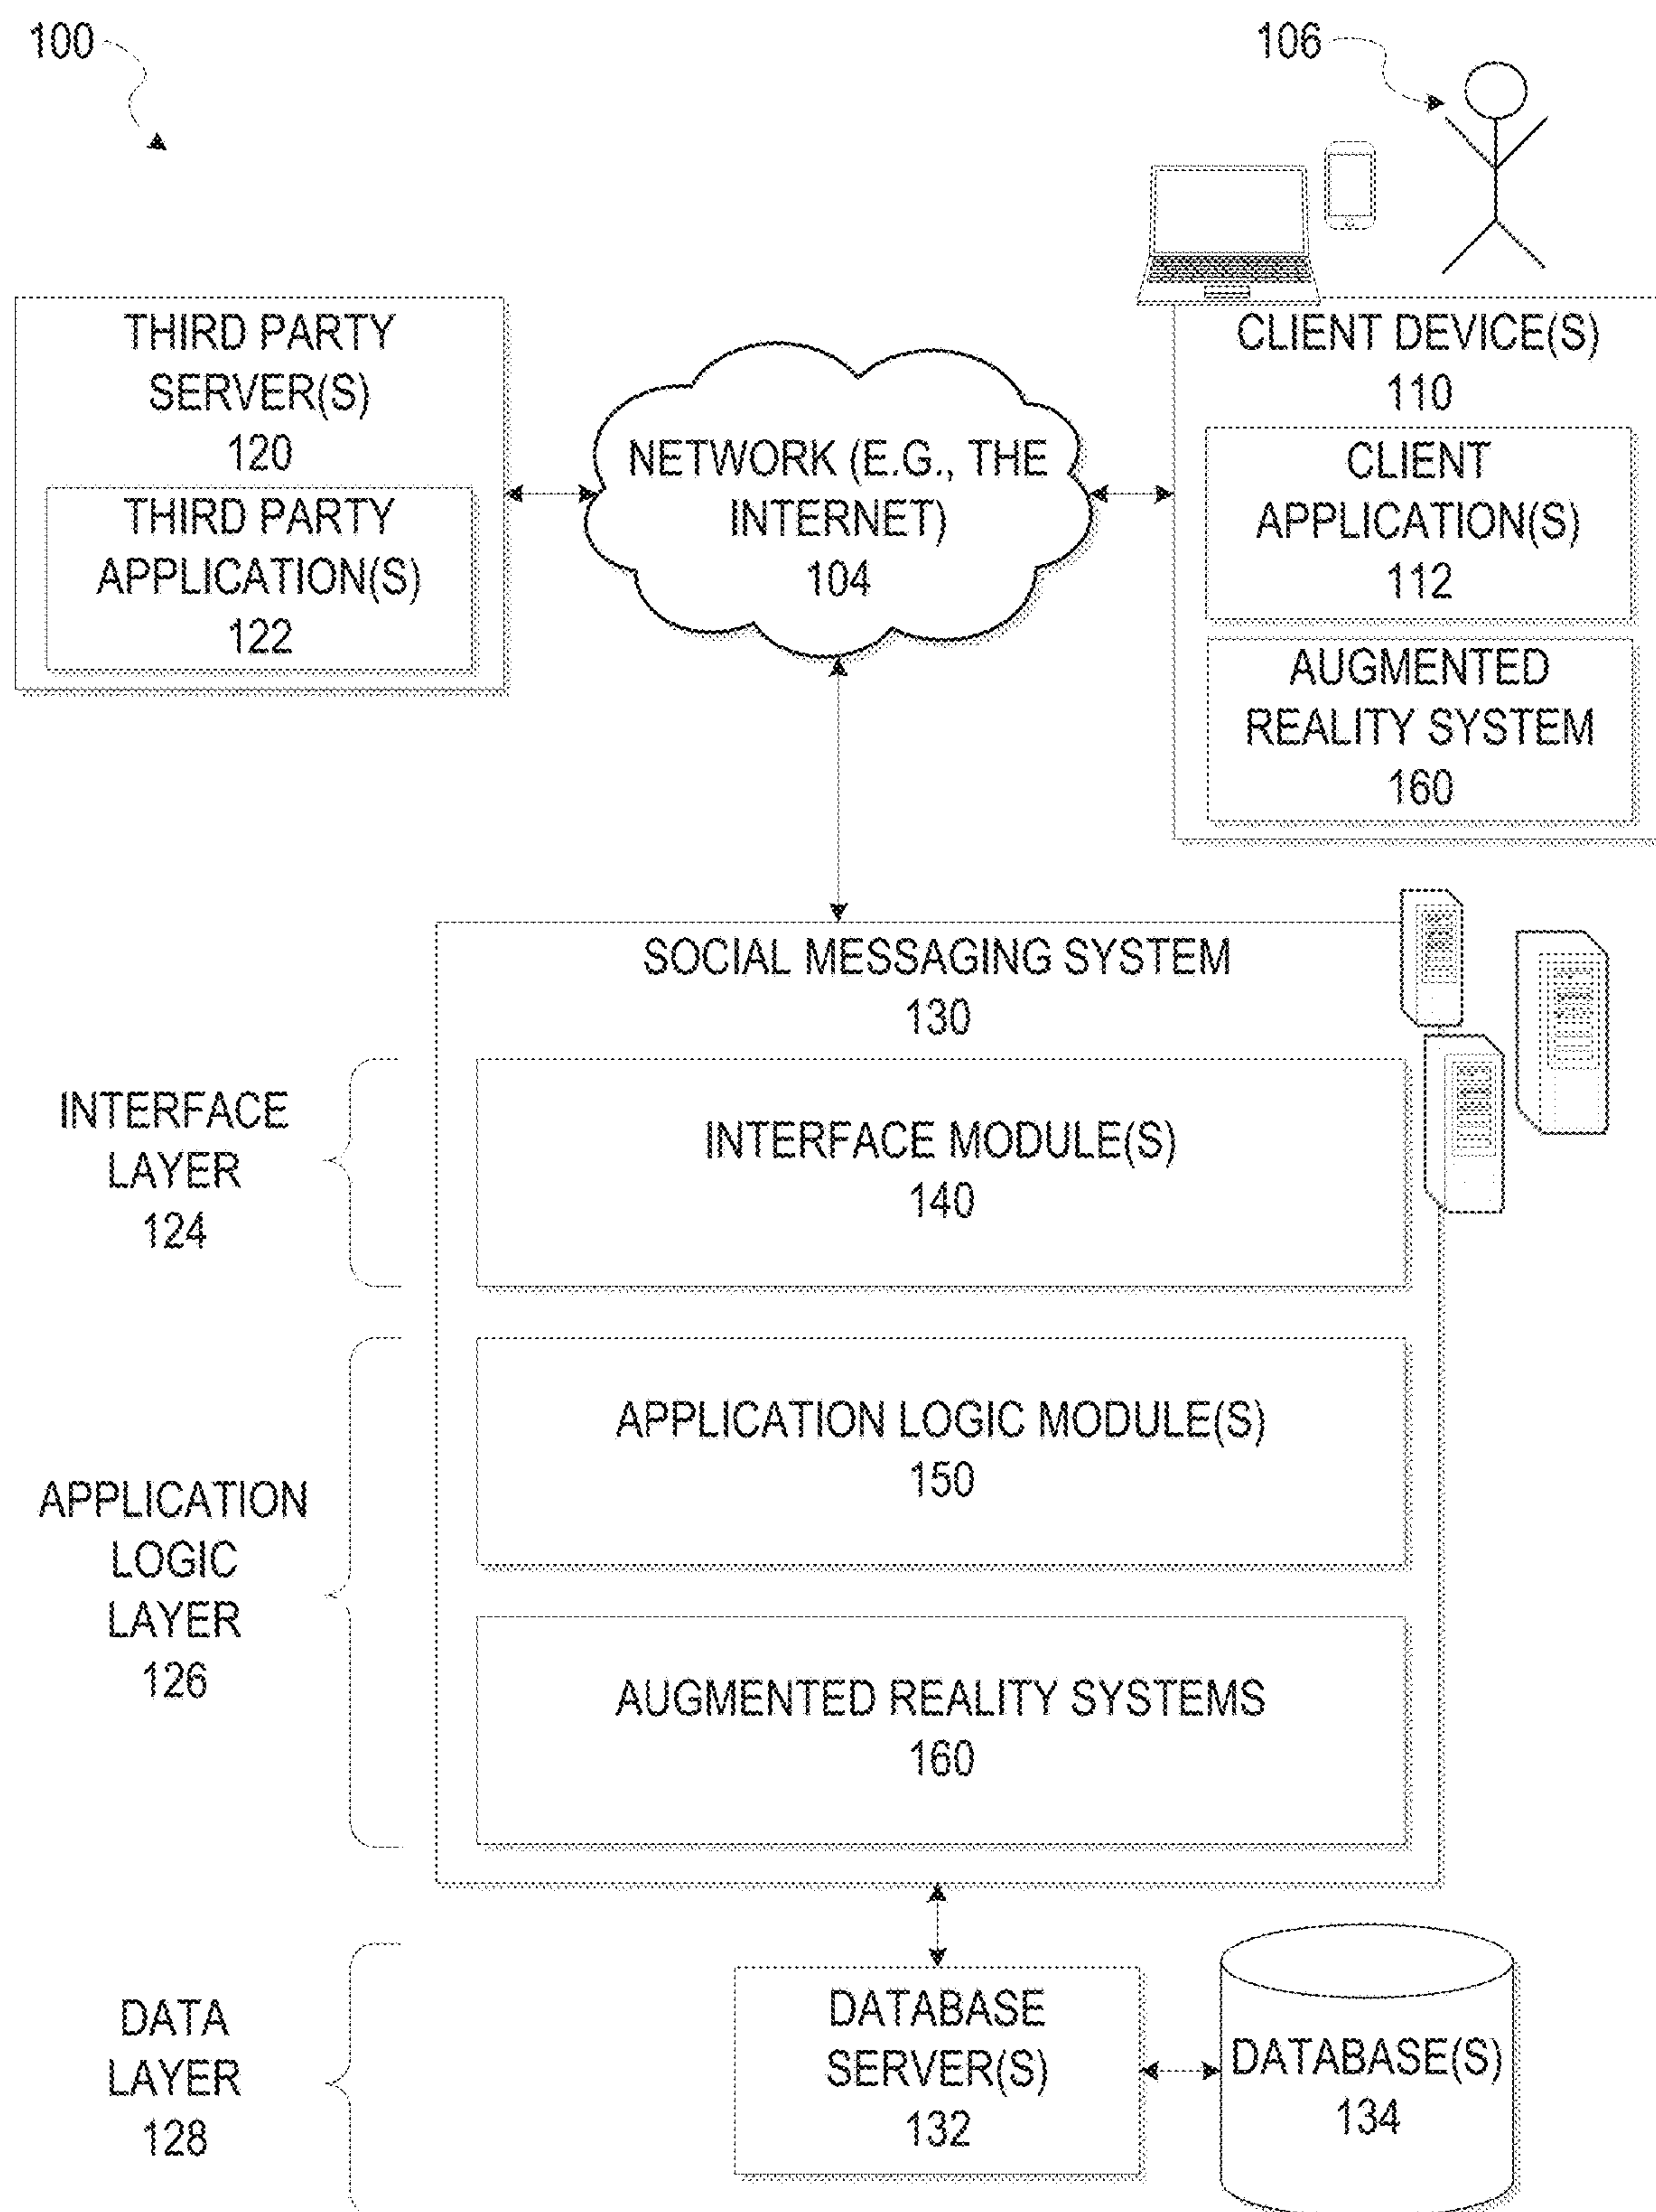 100
106
THIRD PARTY
SERVER(S)
120
THIRD PARTY
APPLICATION(S)
122
NETWORK (E.G., THE
INTERNET)
104
CLIENT DEVICE(S)
110
CLIENT
APPLICATION(S)
112
AUGMENTED
REALITY SYSTEM
160
SOCIAL MESSAGING SYSTEM
130
INTERFACE
LAYER
124
INTERFACE MODULE(S)
140
APPLICATION
LOGIC
LAYER
126
APPLICATION LOGIC MODULE(S)
150
AUGMENTED REALITY SYSTEMS
160
DATA
LAYER
128
DATABASE
SERVER(S)
132
DATABASE(S)
134